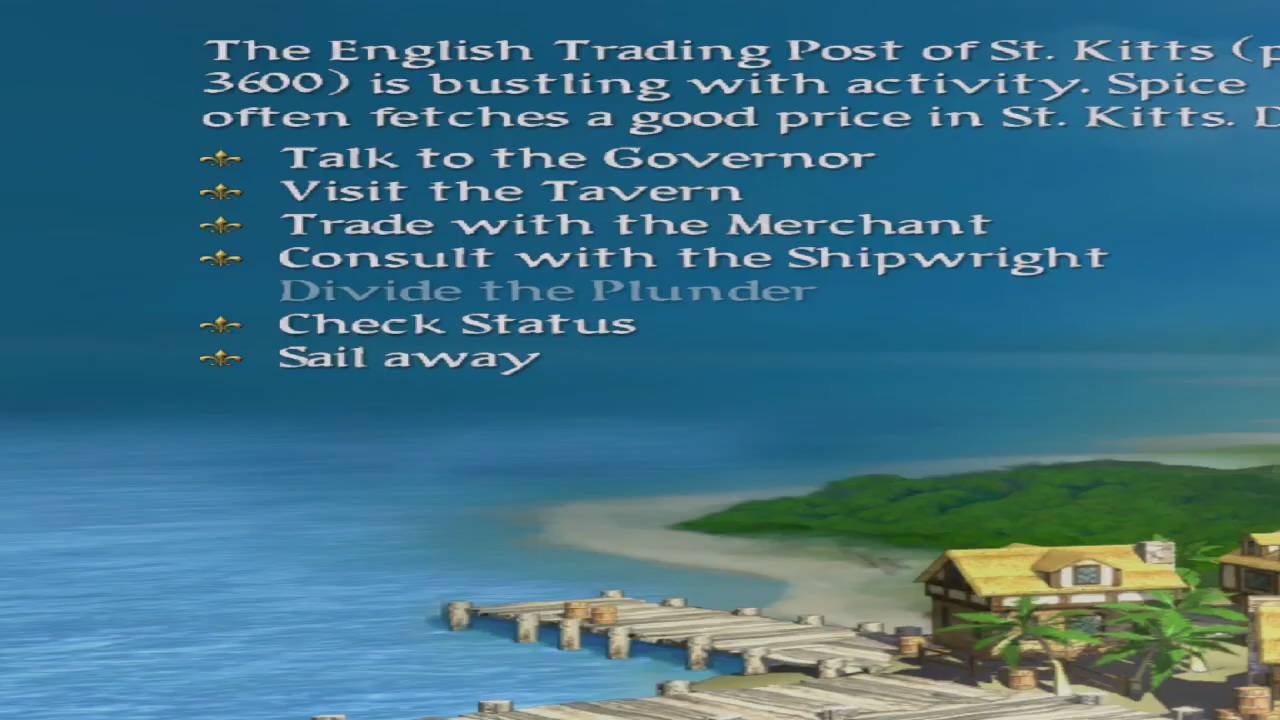 The English Trading Post of St. Kitts (p
3600) is bustling with activity. Spice
often fetches a good price in St. Kitts. D
Talk to the Governor
Visit the Tavern
Trade with the Merchant
Consult with the Shipwright
Divide the Plunder
Check Status
Sail away